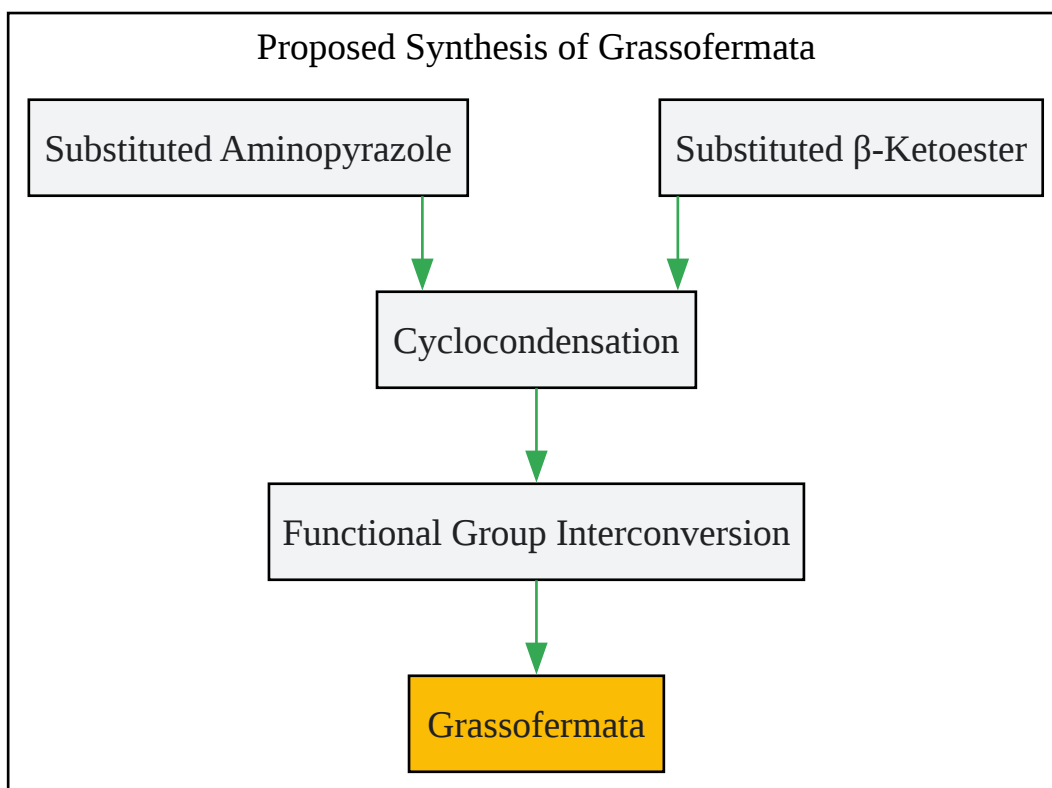 Proposed Synthesis of Grassofermata
Substituted Aminopyrazole
Substituted β-Ketoester
Cyclocondensation
Functional Group Interconversion
Grassofermata